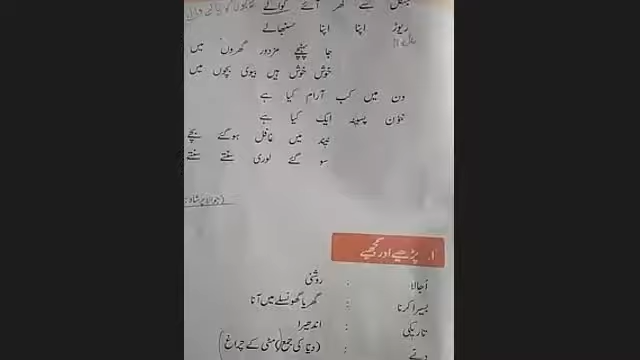 جنگل سے گھر آئے گوالے
ریوڑ اپنا اپنا سنبھالے
جا پہنچے مزدور گھروں میں
خوش خوش ہیں بیوی بچوں میں
دن میں کب آرام کیا ہے
خون پسینہ ایک کیا ہے
نیند میں غافل ہوگئے بچے
سو گئے لوری سنتے سنتے
۱. پڑھیے اور سمجھیے
اُجالا : روشنی
بسیرا کرنا : گھر یا گھونسلے میں آنا
تاریکی : اندھیرا
دیے : (دیا کی جمع) مٹی کے چراغ